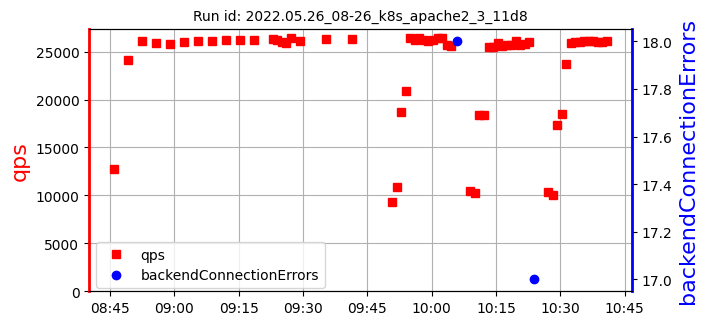 Run id: 2022.05.26_08-26_k8s_apache2_3_11d8
qps
25000
20000
15000
10000
5000
0
18.0
17.8
17.6
17.4
17.2
17.0
backendConnectionErrors
qps
backendConnectionErrors
08:45 09:00 09:15 09:30 09:45 10:00 10:15 10:30 10:45